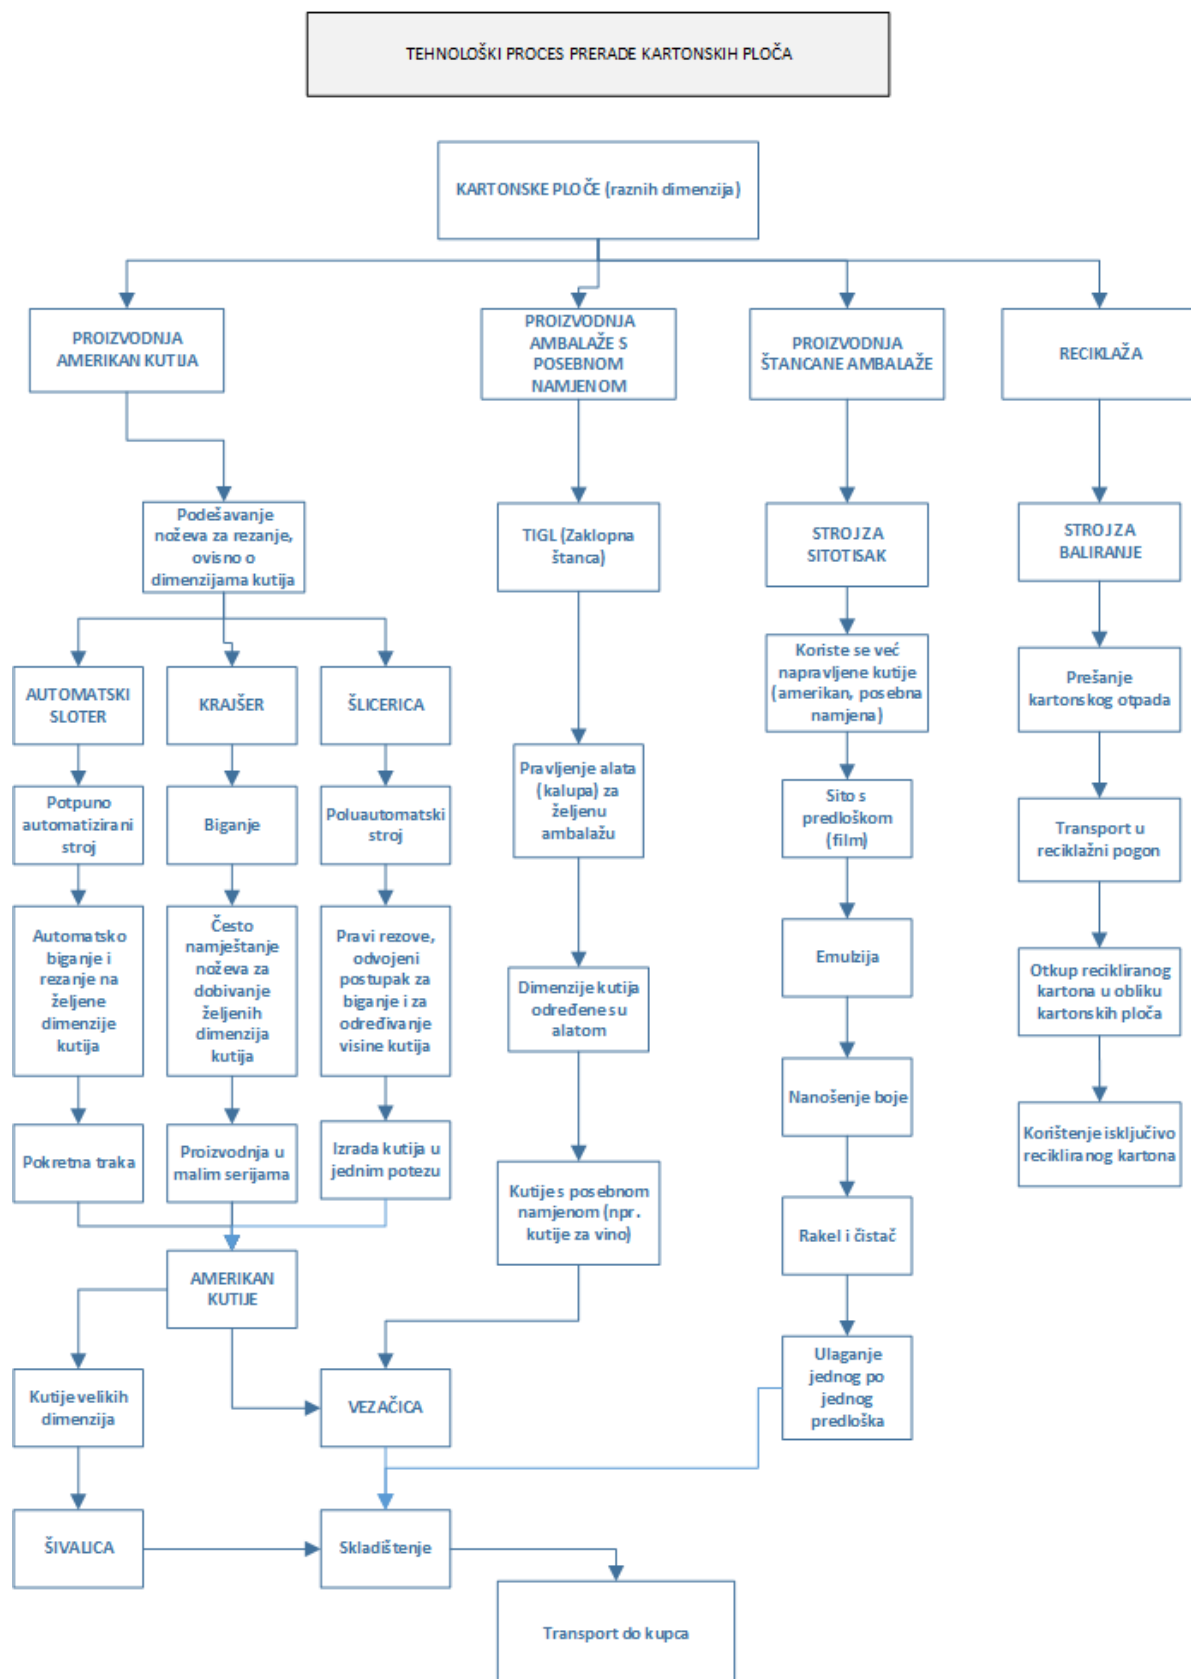 TEHNOLOŠKI PROCES PRERADE KARTONSKIH PLOČA
KARTONSKE PLOČE (raznih dimenzija)
PROIZVODNJA
AMERIKAN KUTIJA
PROIZVODNJA
AMBALAŽE S
POSEBNOM
NAMJENOM
PROIZVODNJA
ŠTANCANE AMBALAŽE
RECIKLAŽA
Podešavanje
noževa za rezanje,
ovisno o
dimenzijama kutija
TIGL (Zaklopna
štanca)
STROJ ZA
SITOTISAK
STROJ ZA
BALIRANJE
AUTOMATSKI
SLOTER
KRAJŠER
ŠLICERICA
Koriste se već
napravljene kutije
(amerikan, posebna
namjena)
Prešanje
kartonskog otpada
Potpuno
automatizirani
stroj
Biganje
Poluautomatski
stroj
Pravljenje alata
(kalupa) za
željenu
ambalažu
Sito s
predloškom
(film)
Transport u
reciklažni pogon
Automatsko
biganje i
rezanje na
željene
dimenzije
kutija
Često
namještanje
noževa za
dobivanje
željenih
dimenzija
kutija
Pravi rezove,
odvojeni
postupak za
biganje i za
određivanje
visine kutija
Dimenzije kutija
određene su
alatom
Emulzija
Otkup recikliranog
kartona u obliku
kartonskih ploča
Pokretna traka
Proizvodnja u
malim serijama
Izrada kutija u
jednim potezu
Nanošenje boje
Korištenje isključivo
recikliranog kartona
Kutije s posebnom
namjenom (npr.
kutije za vino)
Rakel i čistač
AMERIKAN
KUTIJE
Kutije velikih
dimenzija
VEZAČICA
Ulaganje
jednog po
jednog
predloška
ŠIVALICA
Skladištenje
Transport do kupca